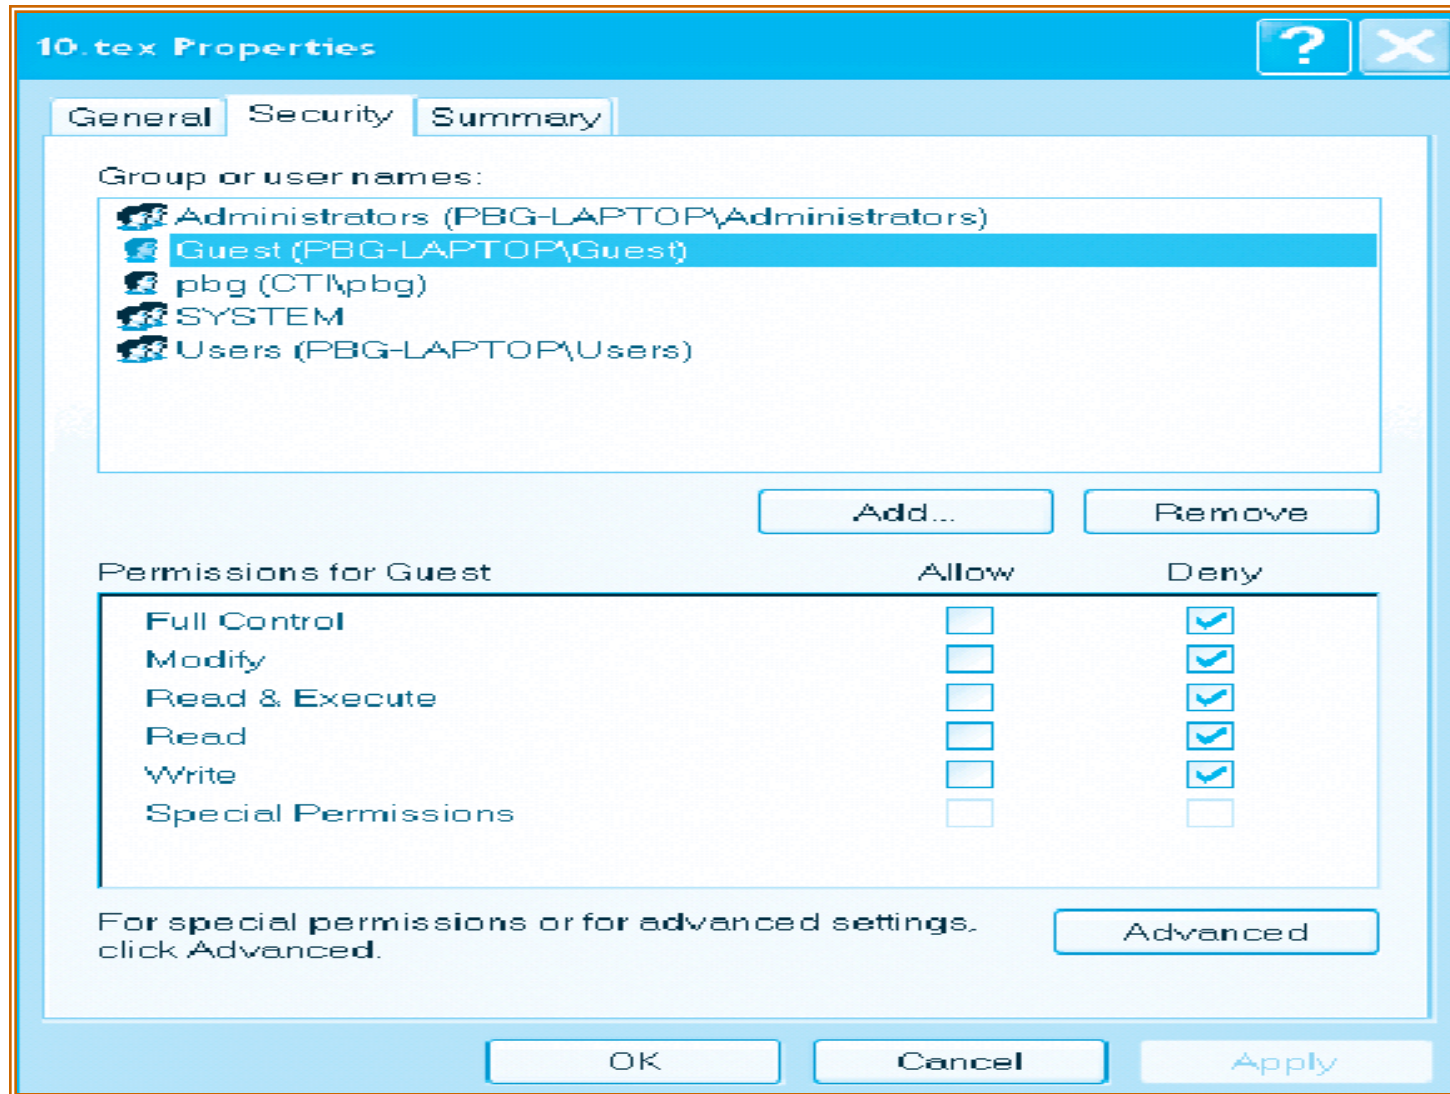 10.tex Properties
?
General Security Summary
Group or user names:
Administrators (PBG-LAPTOP\Administrators)
Guest (PBG-LAPTOP\Guest)
pbg (CTI\pbg)
SYSTEM
Users (PBG-LAPTOP\Users)
Add... Remove
Permissions for Guest Allow Deny
Full Control
Modify
Read & Execute
Read
Write
Special Permissions
For special permissions or for advanced settings,
click Advanced.
Advanced
OK Cancel Apply